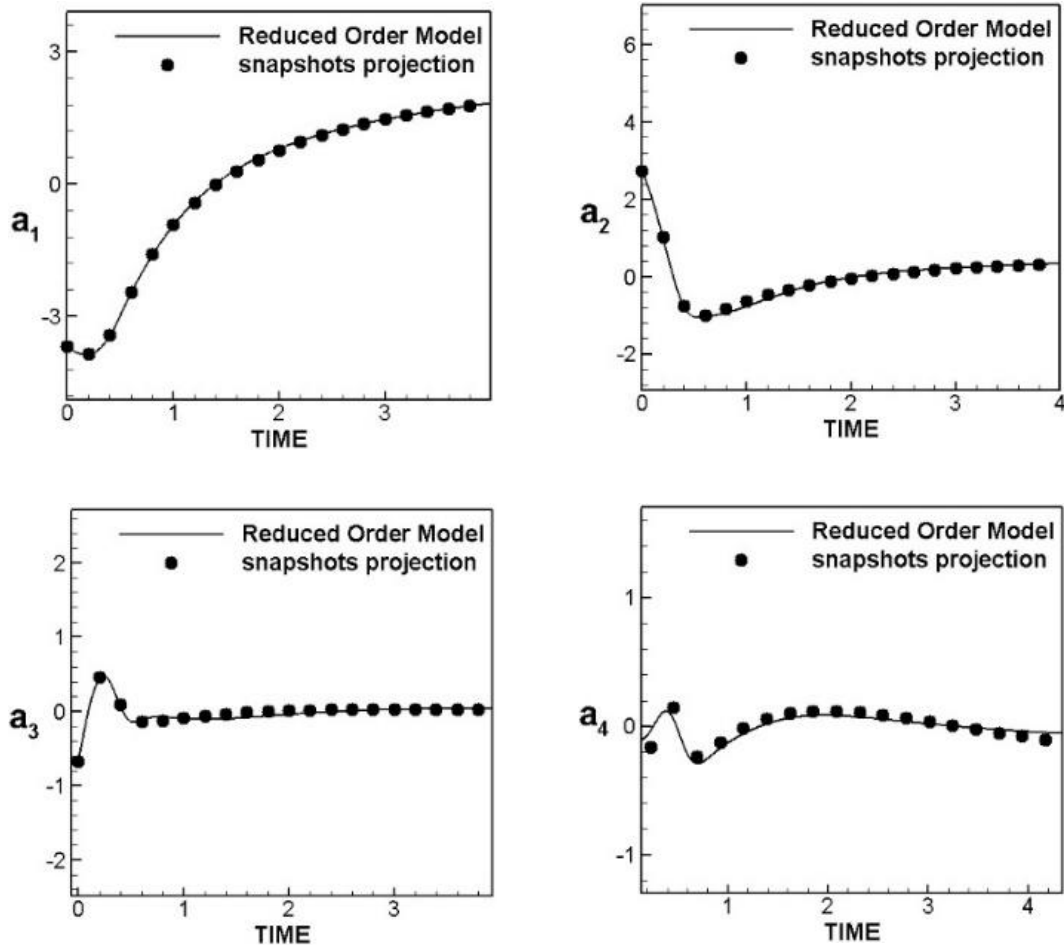 Reduced Order Model
snapshots projection
3
0
-3
a1
0 1 2 3
TIME
Reduced Order Model
snapshots projection
6
4
2
0
-2
a2
0 1 2 3 4
TIME
Reduced Order Model
snapshots projection
2
1
0
-1
-2
a3
0 1 2 3
TIME
Reduced Order Model
snapshots projection
1
0
-1
a4
1 2 3 4
TIME